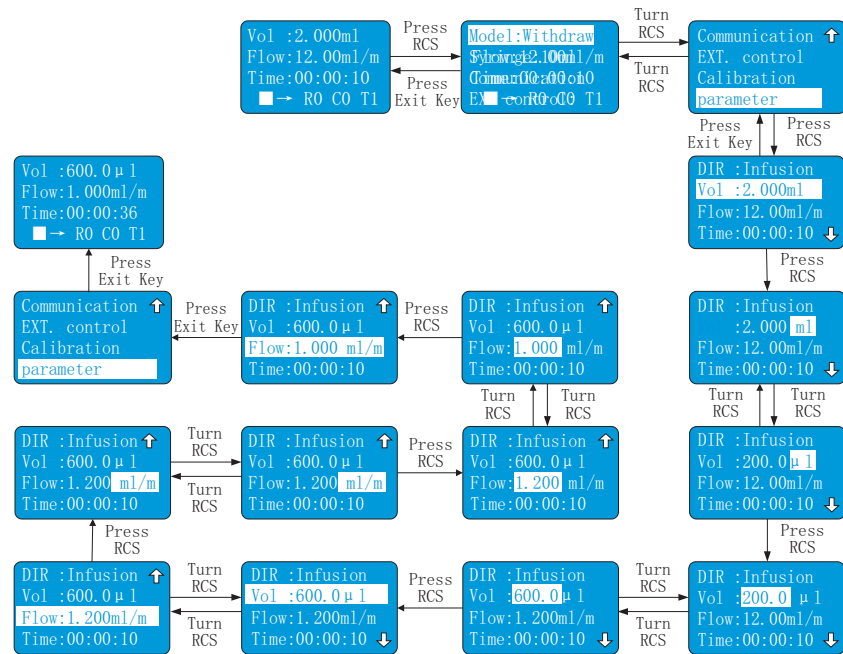 Vol :2.000ml
Flow:12.00ml/m
Time:00:00:10
→ R0 C0 T1
Press
RCS
Press
Exit Key
Model:Withdraw
Turn
RCS
Turn
RCS
Communication
EXT. control
Calibration
parameter
Press
Exit Key
Press
RCS
Vol :600.0μl
Flow:1.000ml/m
Time:00:00:36
→ R0 C0 T1
DIR :Infusion
Vol :2.000ml
Flow:12.00ml/m
Time:00:00:10
Press
Exit Key
Press
RCS
Communication
EXT. control
Calibration
parameter
Press
Exit Key
DIR :Infusion
Vol :600.0μl
Flow:1.000 ml/m
Time:00:00:10
Press
RCS
DIR :Infusion
Vol :600.0μl
Flow:1.000 ml/m
Time:00:00:10
DIR :Infusion
:2.000 ml
Flow:12.00ml/m
Time:00:00:10
Turn
RCS
Turn
RCS
Turn
RCS
Turn
RCS
DIR :Infusion
Vol :600.0μl
Flow:1.200 ml/m
Time:00:00:10
Turn
RCS
Turn
RCS
DIR :Infusion
Vol :600.0μl
Flow:1.200 ml/m
Time:00:00:10
Press
RCS
DIR :Infusion
Vol :600.0μl
Flow:1.200 ml/m
Time:00:00:10
DIR :Infusion
Vol :200.0μl
Flow:12.00ml/m
Time:00:00:10
Press
RCS
Press
RCS
DIR :Infusion
Vol :600.0μl
Flow:1.200ml/m
Time:00:00:10
Turn
RCS
Turn
RCS
DIR :Infusion
Vol :600.0μl
Flow:1.200ml/m
Time:00:00:10
Press
RCS
DIR :Infusion
Vol :600.0μl
Flow:1.200ml/m
Time:00:00:10
Turn
RCS
Turn
RCS
DIR :Infusion
Vol :200.0 μl
Flow:12.00ml/m
Time:00:00:10